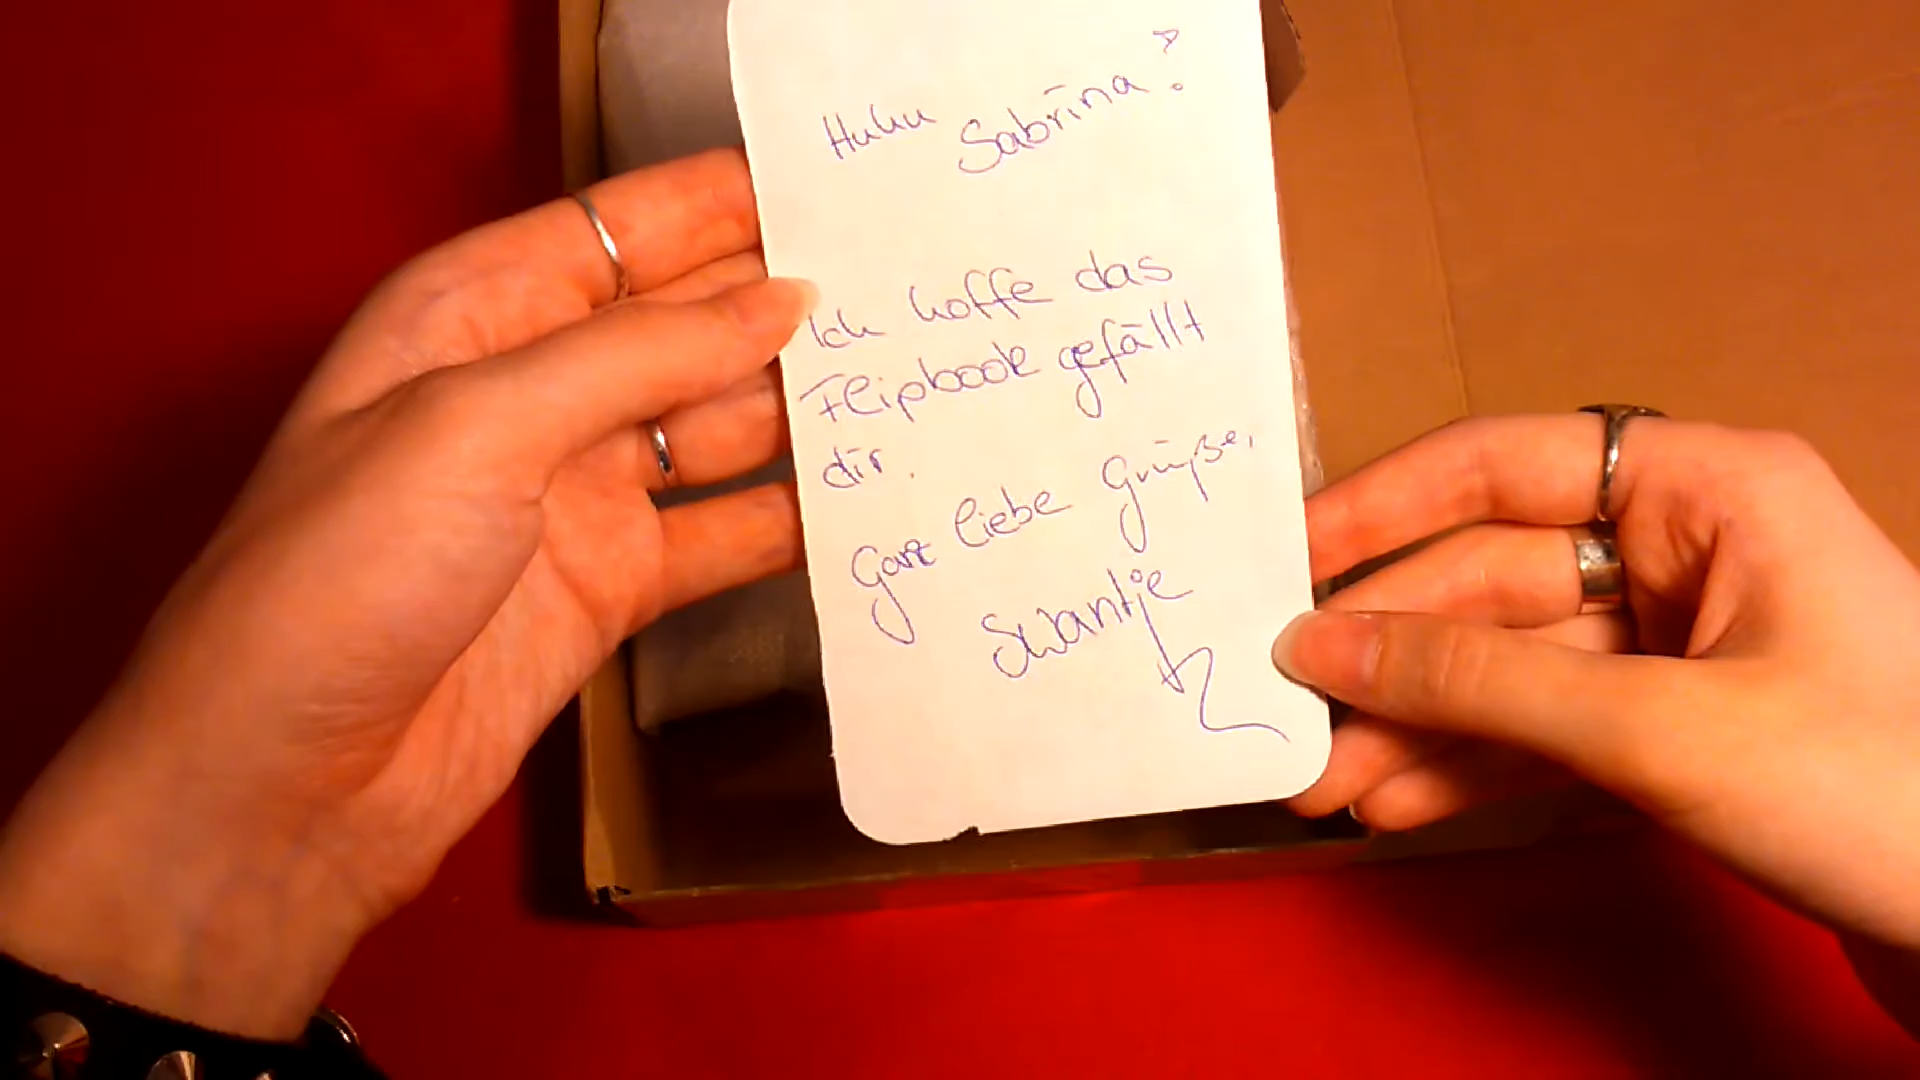 Huhu Sabrina!
Ich hoffe das
Flipbook gefällt
dir.
Ganz liebe Grüße,
Swantje